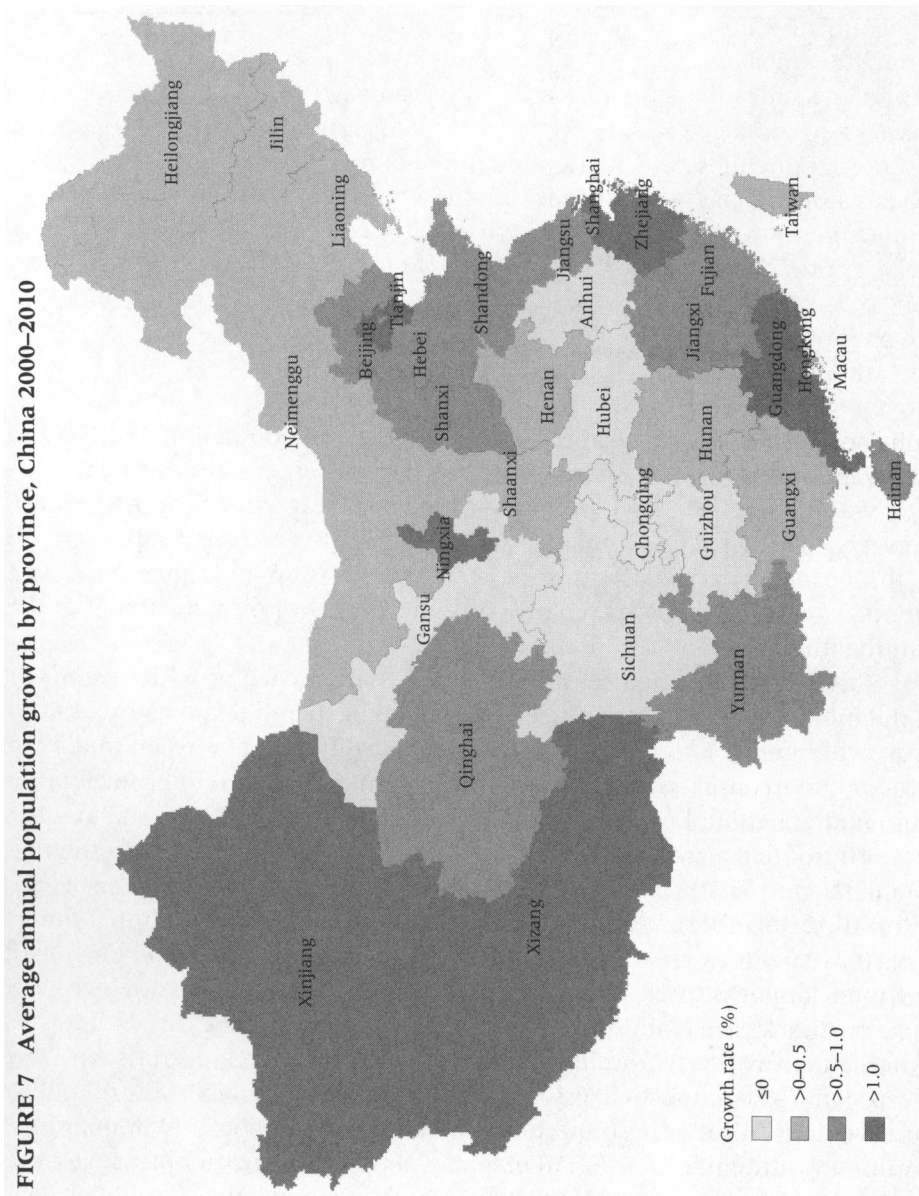 FIGURE 7 Average annual population growth by province, China 2000–2010
Heilongjiang
Jilin
Liaoning
Neimenggu
Beijing
Tianjin
Hebei
Shanxi
Shandong
Xinjiang
Gansu
Ningxia
Shaanxi
Henan
Jiangsu
Shanghai
Anhui
Qinghai
Hubei
Zhejiang
Xizang
Sichuan
Chongqing
Jiangxi
Fujian
Hunan
Guizhou
Taiwan
Yunnan
Guangxi
Guangdong
Hongkong
Macau
Hainan
Growth rate (%)
≤0
>0–0.5
>0.5–1.0
>1.0